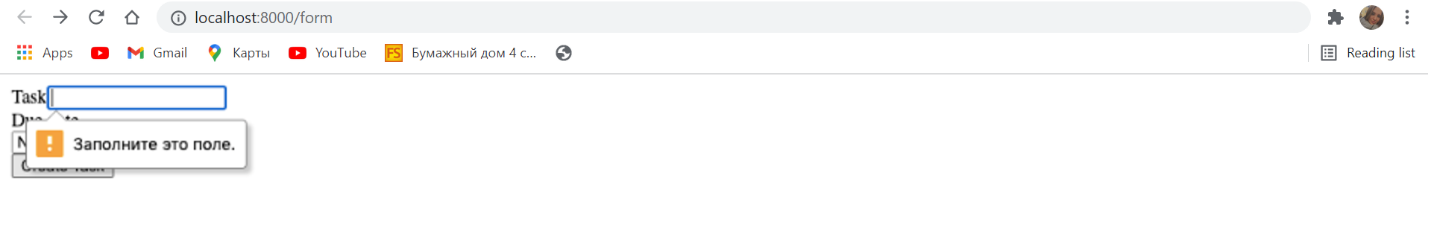 localhost:8000/form
Apps Gmail Карты YouTube FS Бумажный дом 4 с... Reading list
Task
Заполните это поле.